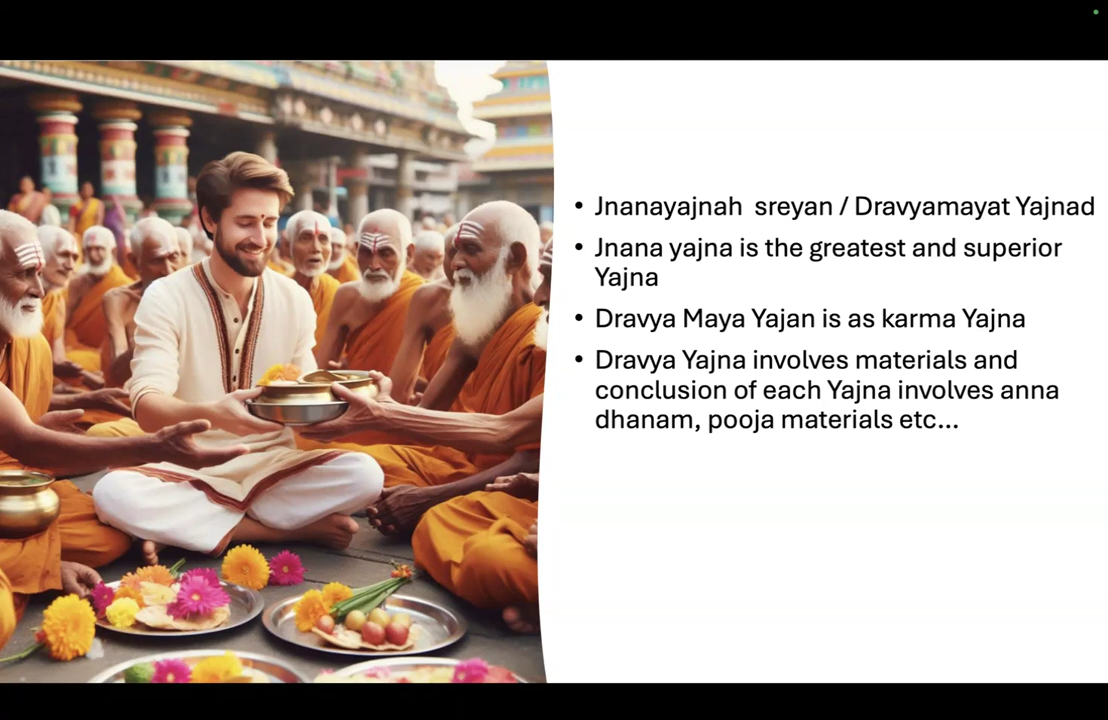 • Jnanayajnah  sreyan / Dravyamayat Yajnad
• Jnana yajna is the greatest and superior
Yajna
• Dravya Maya Yajan is as karma Yajna
• Dravya Yajna involves materials and
conclusion of each Yajna involves anna
dhanam, pooja materials etc...